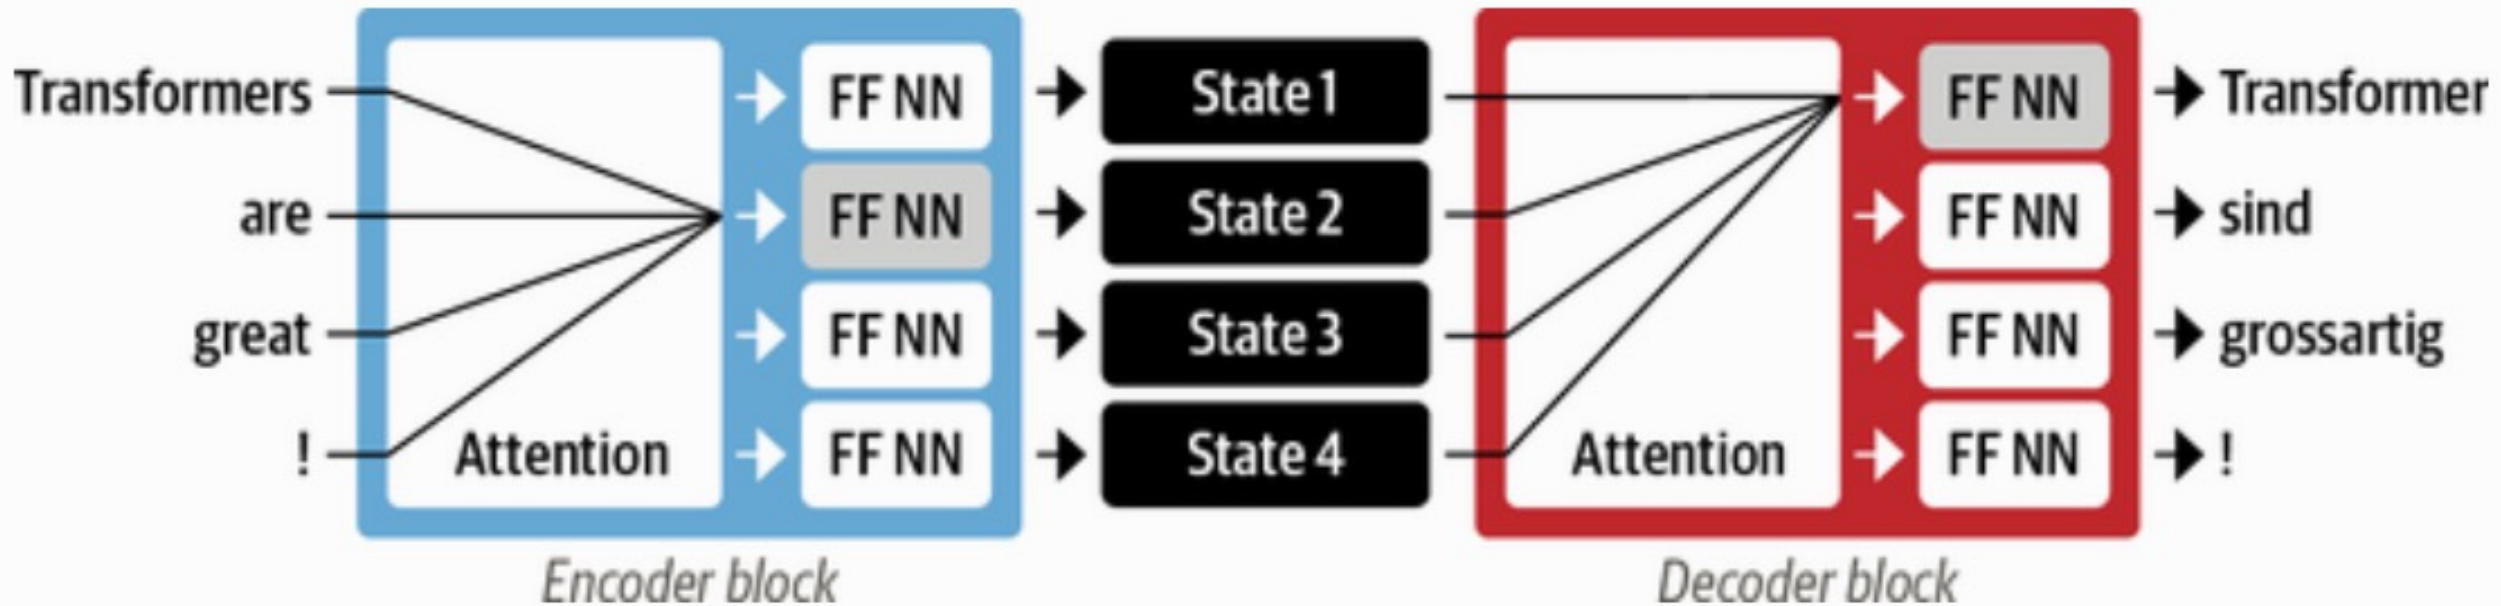 Transformers FF NN State 1 FF NN Transformer
are FF NN State 2 FF NN sind
great FF NN State 3 FF NN grossartig
! Attention FF NN State 4 Attention FF NN !
Encoder block Decoder block